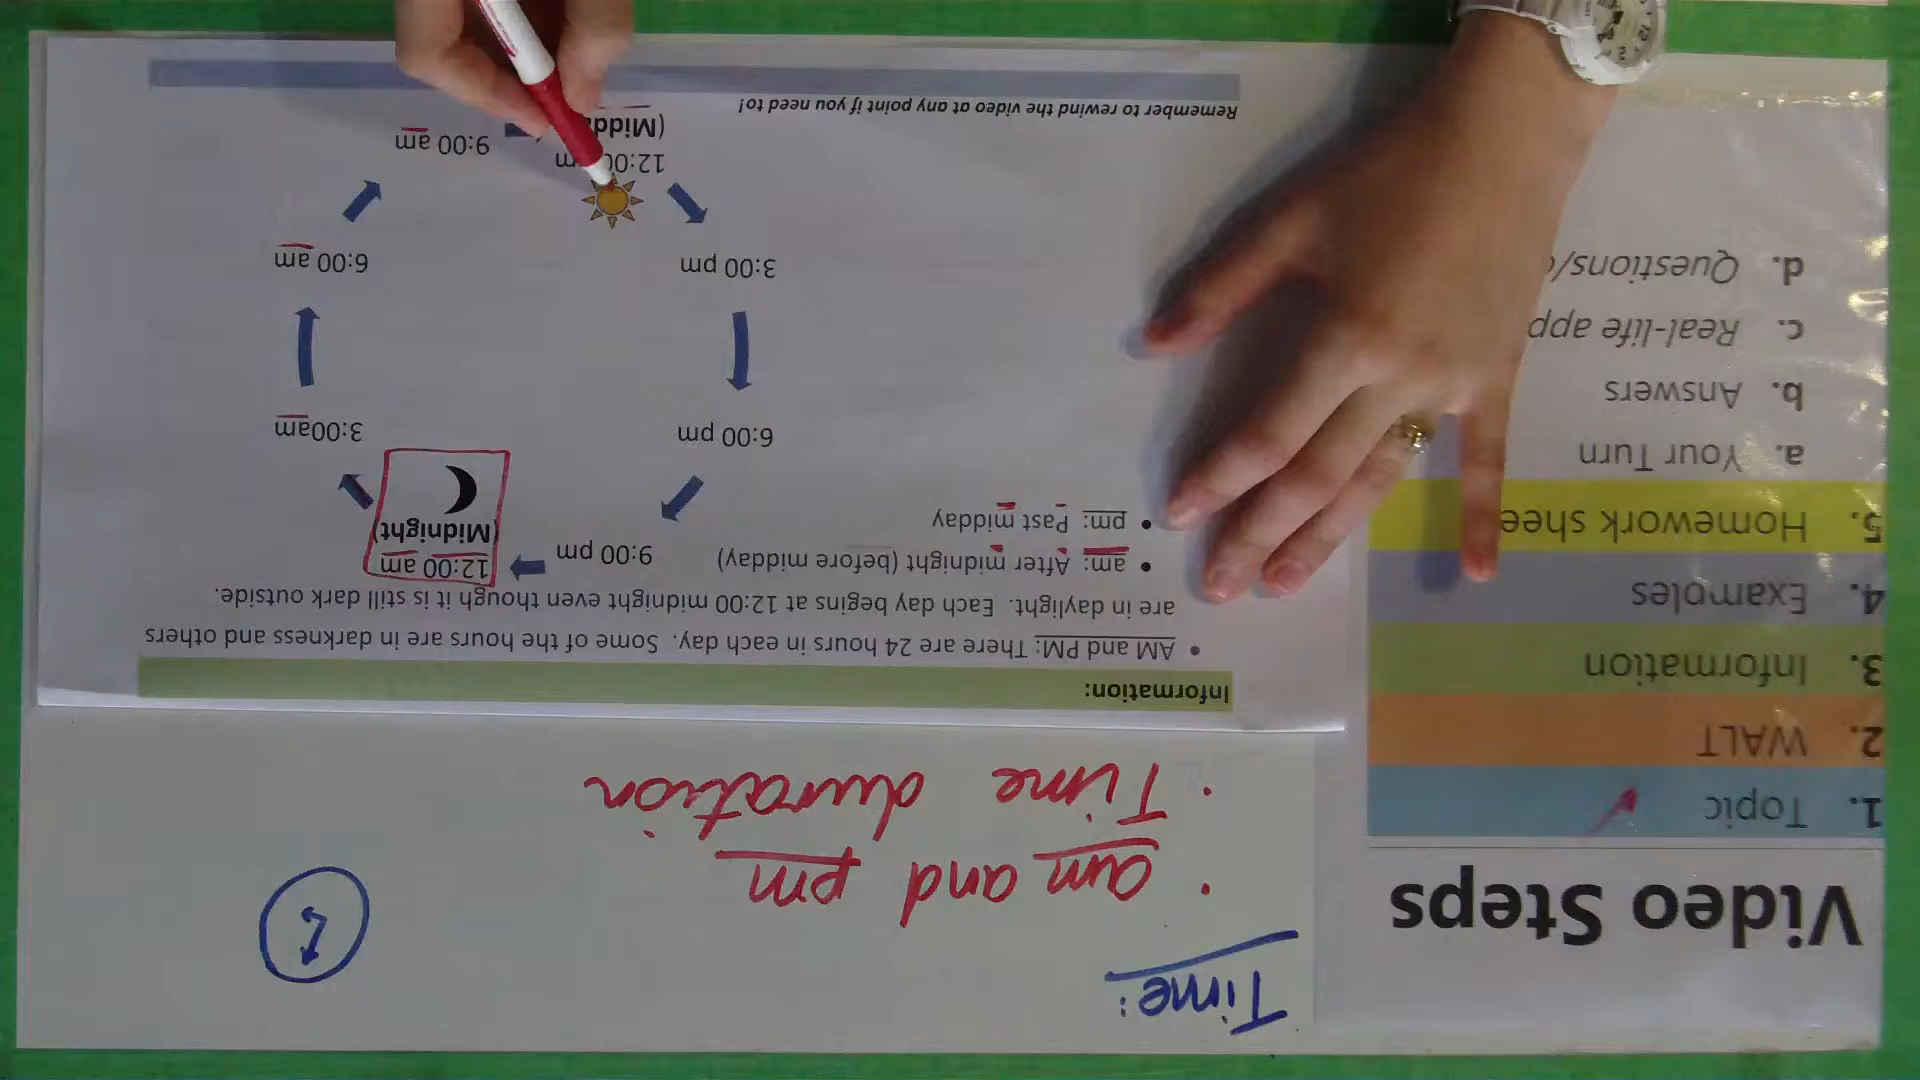 Time:
• am and pm
• Time duration
Video Steps
1. Topic
2. WALT
3. Information
4. Examples
5. Homework
a. Your Turn
b. Answers
c. Real-life
d. Questions/
Information:
• AM and PM: There are 24 hours in each day. Some of the hours are in darkness and others
are in daylight. Each day begins at 12:00 midnight even though it is still dark outside.
• am: After midnight (before midday)
• pm: Past midday
12:00 am
(Midnight)
3:00am
6:00 am
9:00 am
12:00
3:00 pm
6:00 pm
9:00 pm
Remember to rewind the video at any point if you need to!